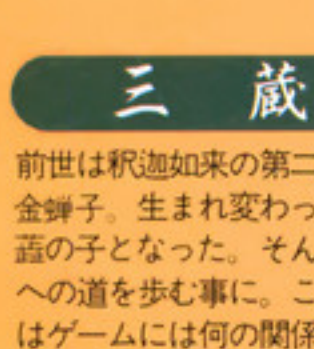 三 蔵
前世は釈迦如来の第二
金蝉子。生まれ変わっ
蕋の子となった。そん
への道を歩む事に。こ
はゲームには何の関係